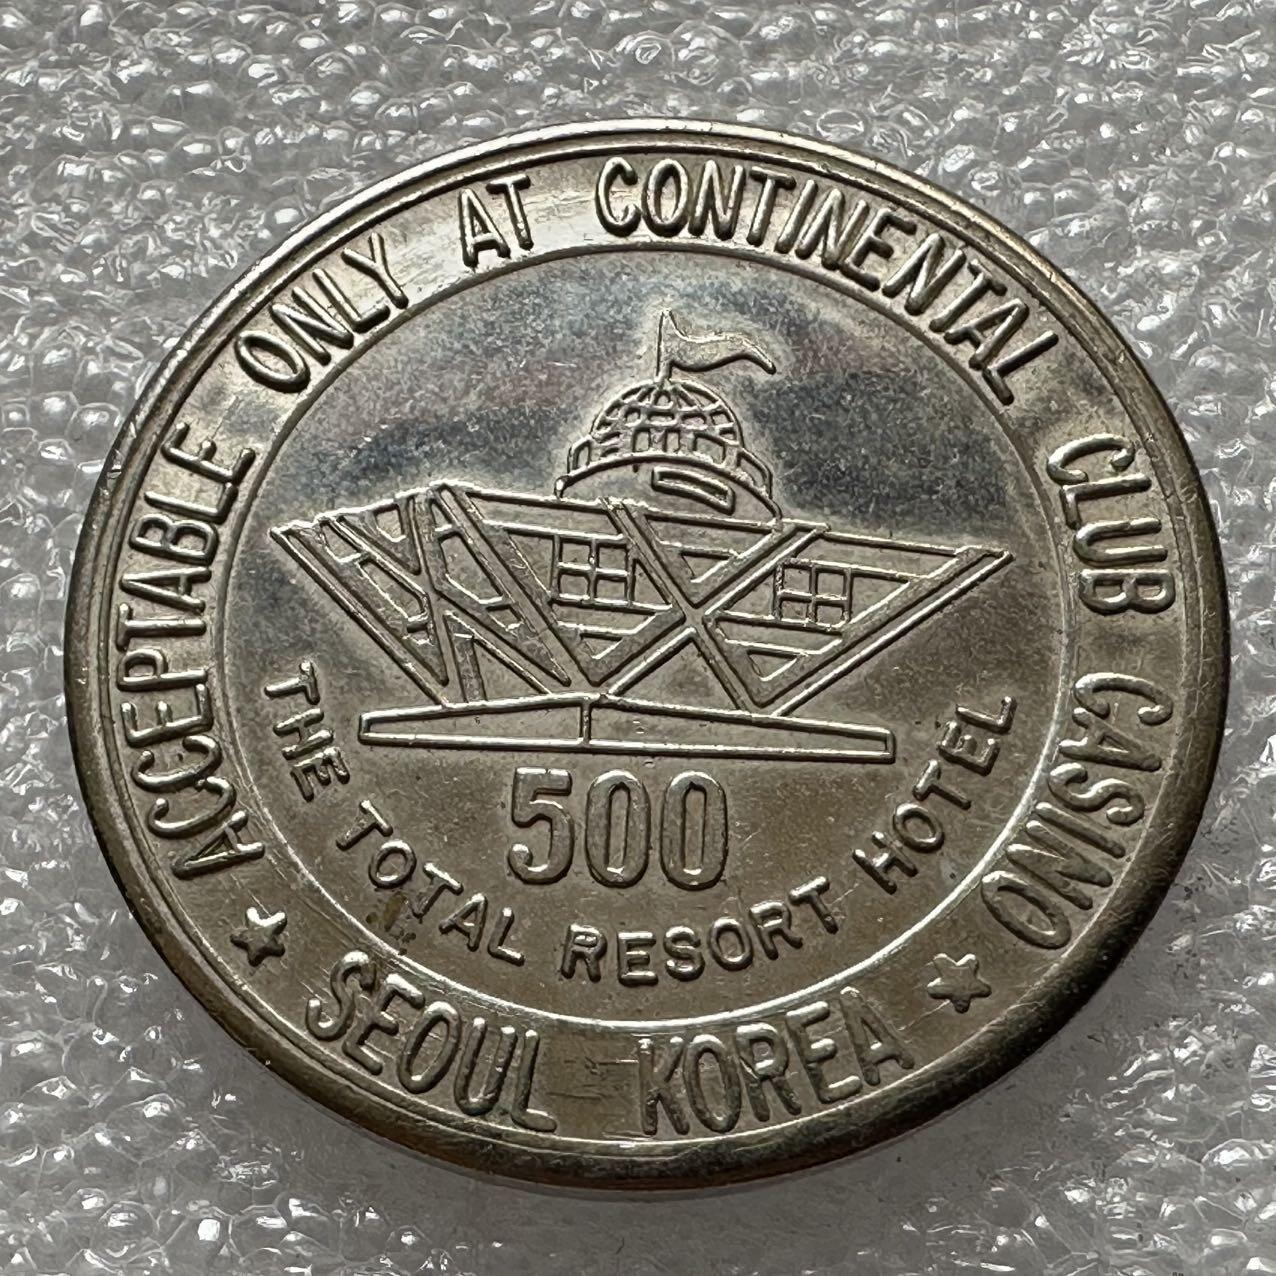 ACCEPTABLE ONLY AT CONTINENTAL CLUB CASINO
500
THE TOTAL RESORT HOTEL
SEOUL KOREA